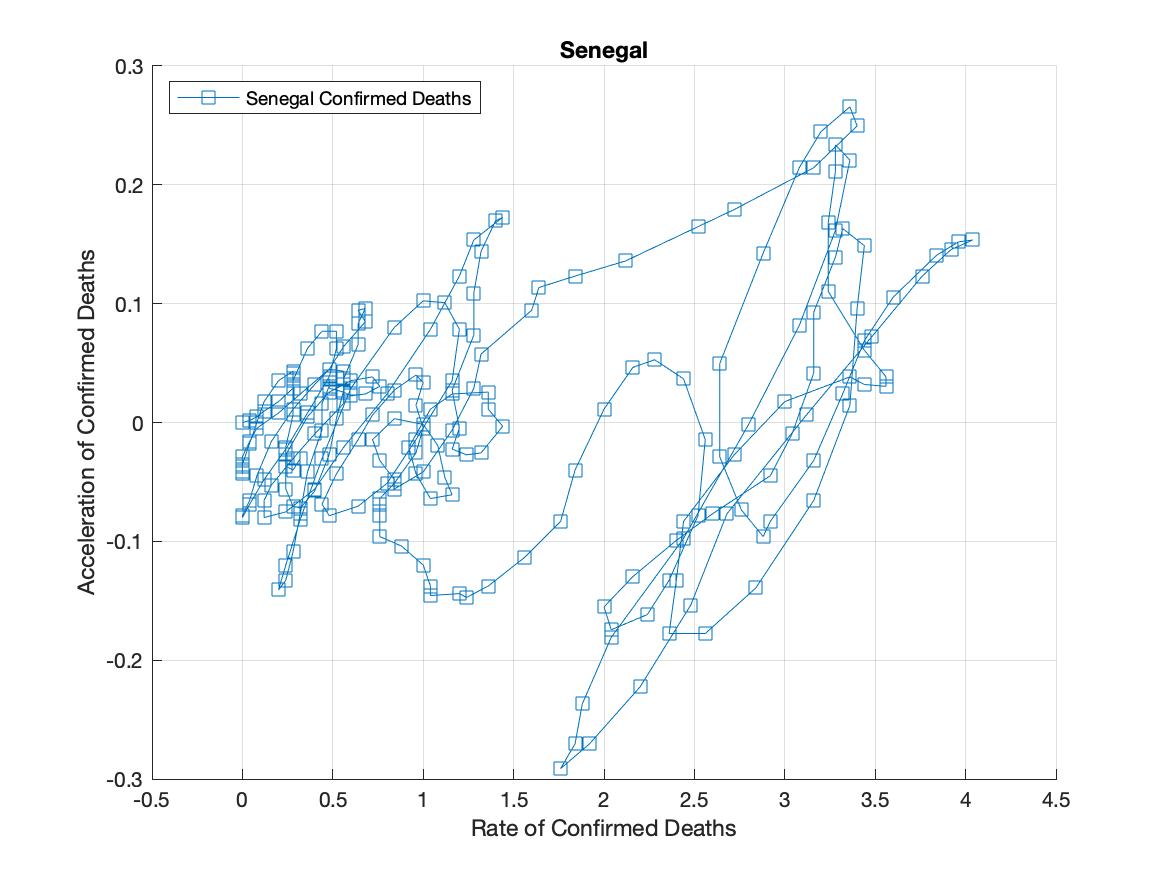 Senegal
0.3
Senegal Confirmed Deaths
0.2
0.1
0
-0.1
-0.2
-0.3
Acceleration of Confirmed Deaths
-0.5 0 0.5 1 1.5 2 2.5 3 3.5 4 4.5
Rate of Confirmed Deaths